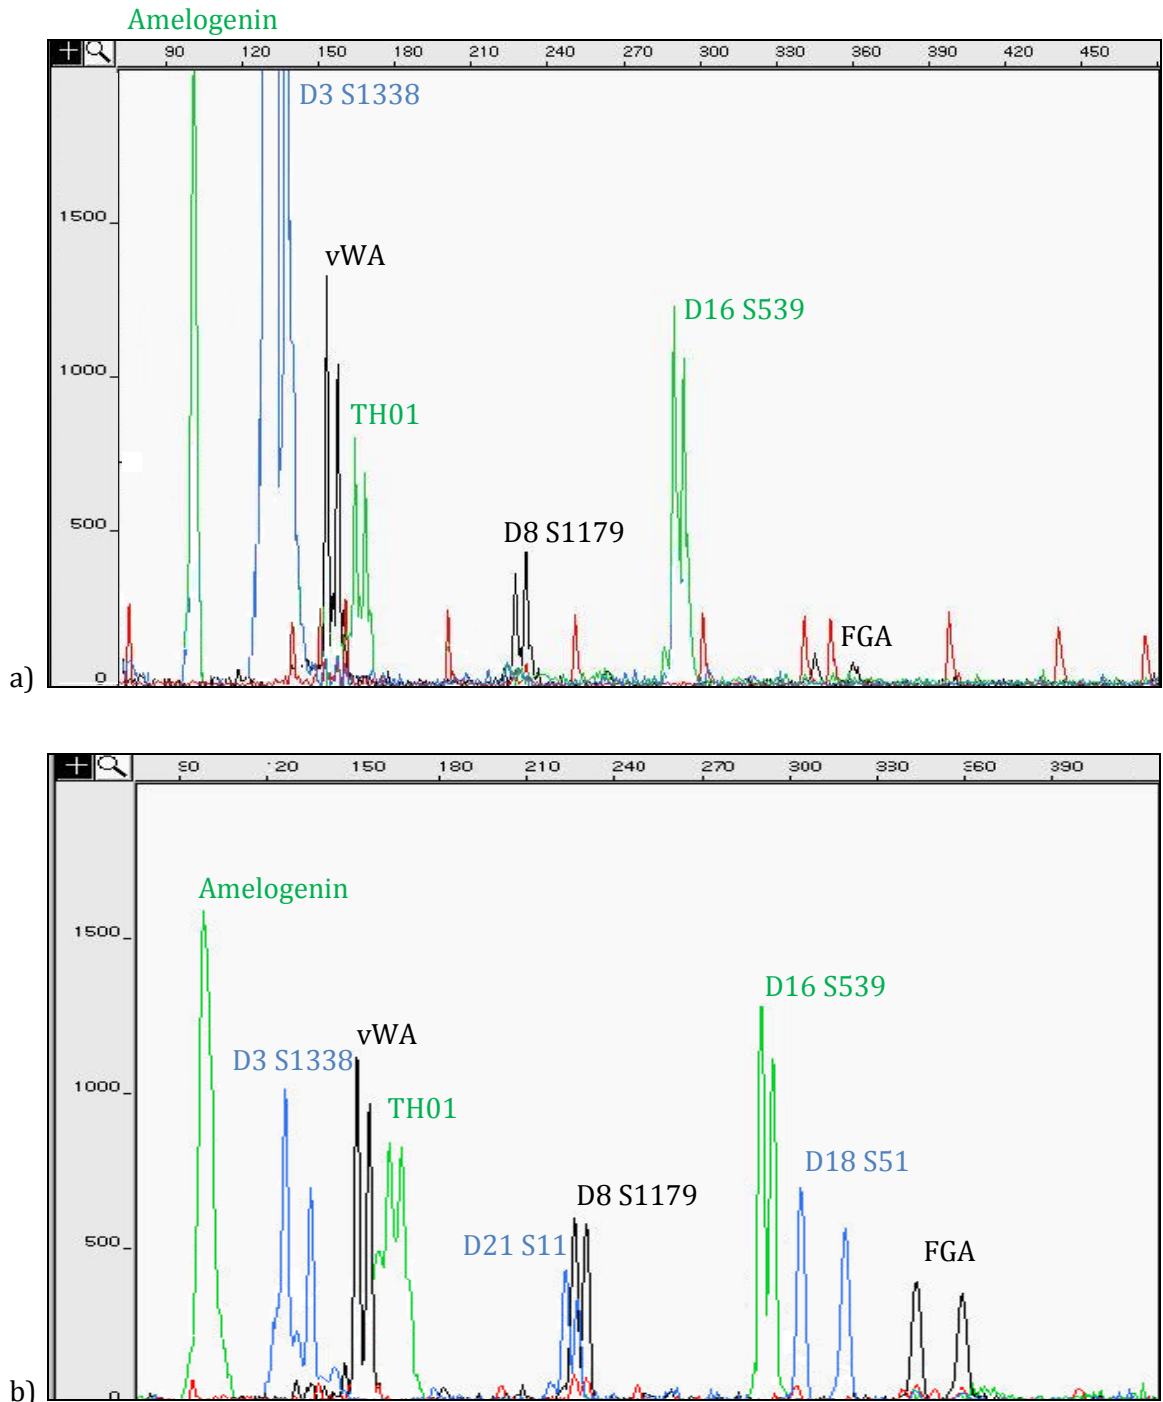 Amelogenin
90 120 150 180 210 240 270 300 330 360 390 420 450
D3 S1338
1500
vWA
D16 S539
1000
TH01
500
D8 S1179
FGA
0
a)
90 120 150 180 210 240 270 300 330 360 390
Amelogenin
1500
D16 S539
vWA
D3 S1338
1000
TH01
D18 S51
D8 S1179
D21 S11
500
FGA
0
b)